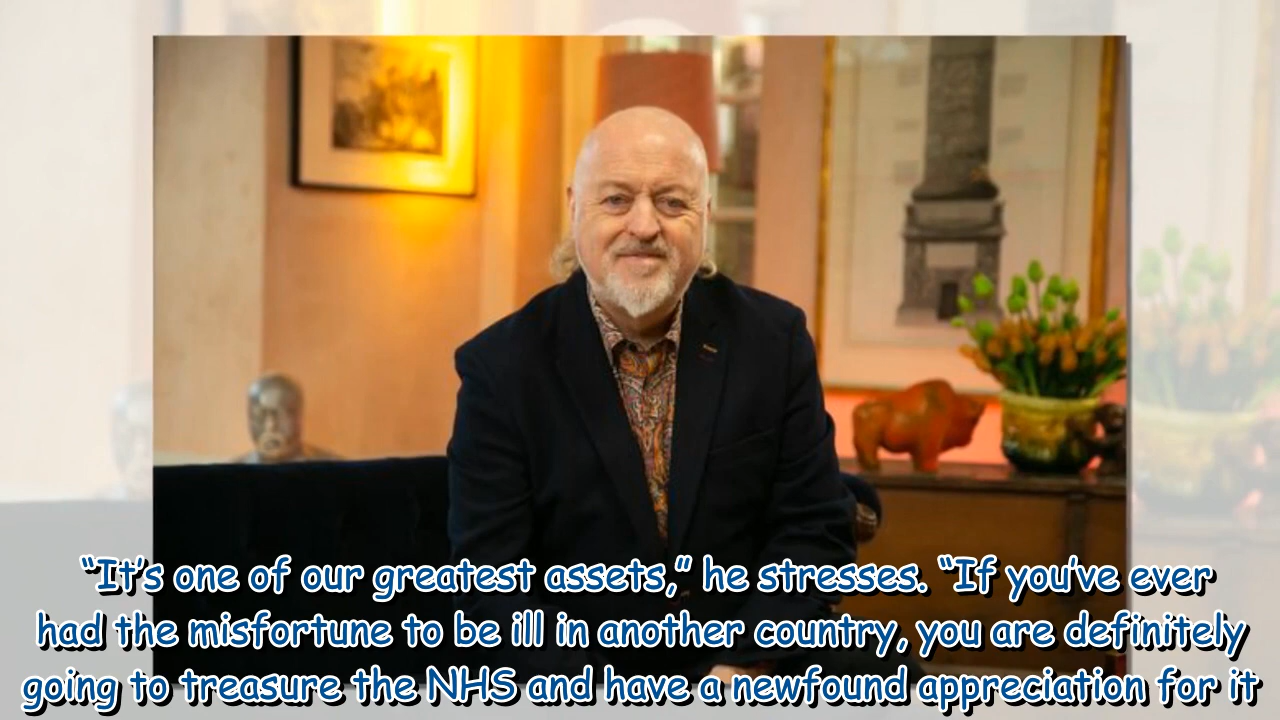 “It’s one of our greatest assets,” he stresses. “If you’ve ever
had the misfortune to be ill in another country, you are definitely
going to treasure the NHS and have a newfound appreciation for it